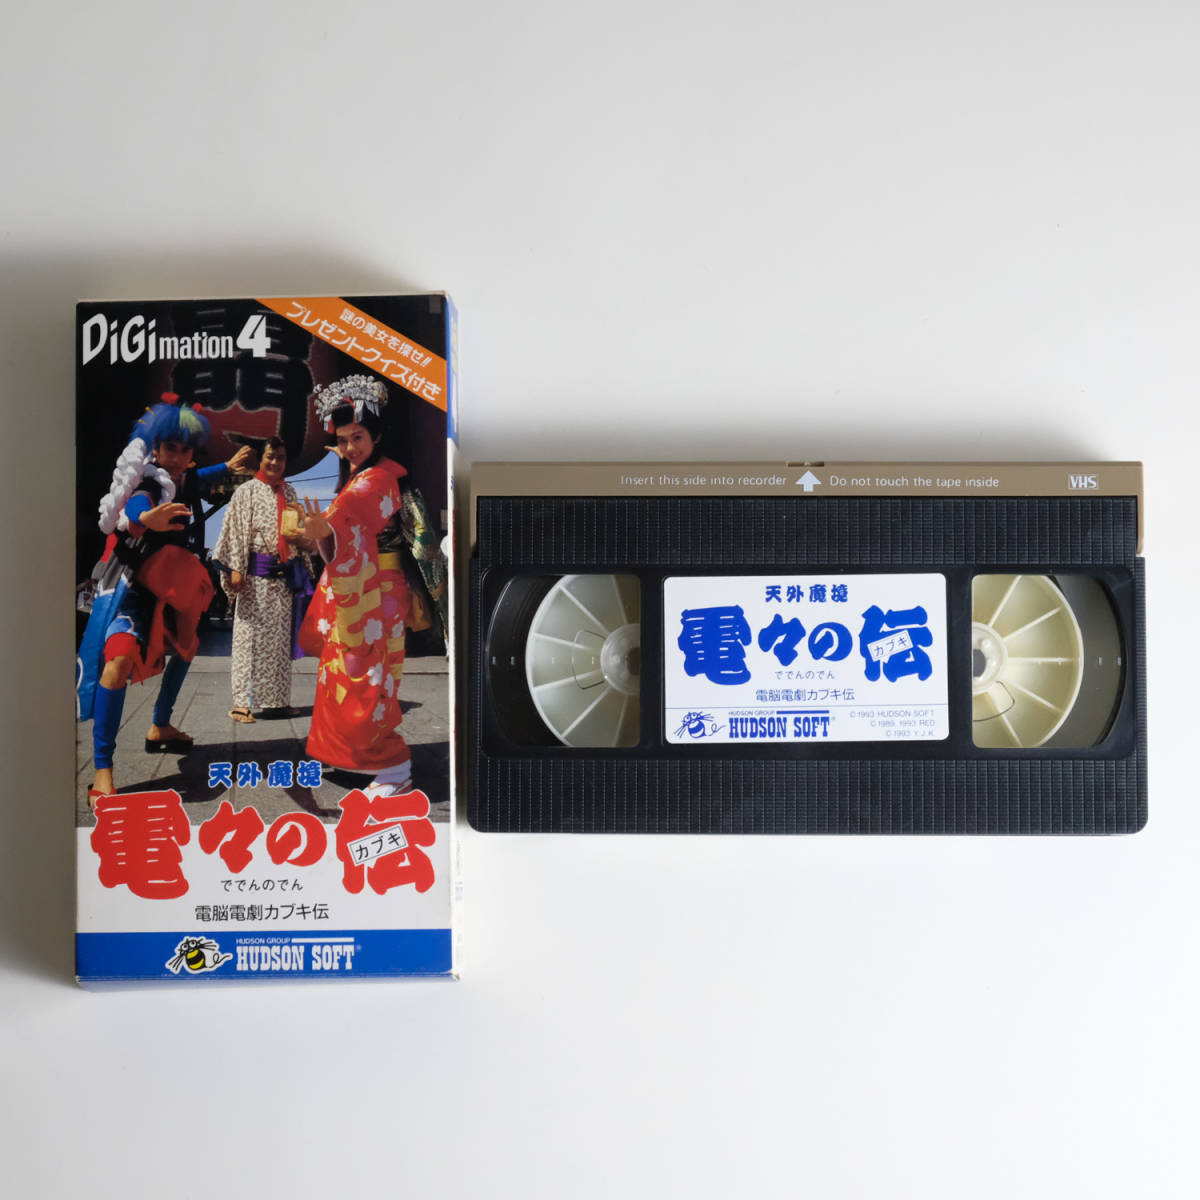 DiGimation4
謎の美女を探せ!!
プレゼントクイズ付き
門
天外魔境
電々の伝
カブキ
ででんのでん
電脳電劇カブキ伝
HUDSON GROUP
HUDSON SOFT®
Insert this side into recorder
Do not touch the tape inside
VHS
天外魔境
電々の伝
カブキ
ででんのでん
電脳電劇カブキ伝
HUDSON GROUP
HUDSON SOFT®
©1993 HUDSON SOFT
©1989, 1993 RED
©1993 Y.J.K